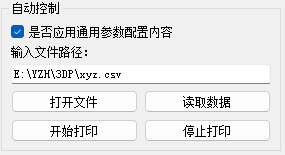 自动控制
是否应用通用参数配置内容
输入文件路径:
E:\YZH\3DP\xyz.csv
打开文件 读取数据
开始打印 停止打印